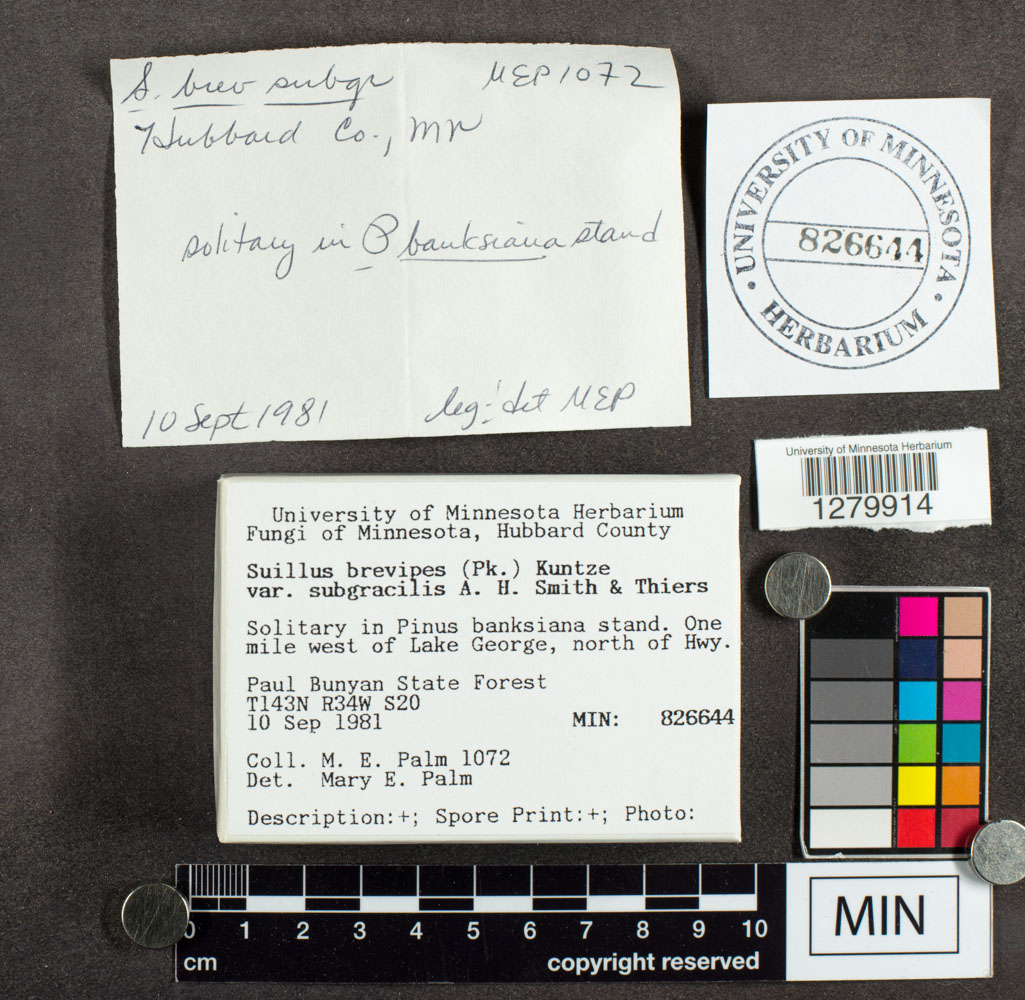 S. brev subgr MEP1072
Hubbard Co., MN
solitary in P banksiana stand
10 Sept 1981 leg & det MEP
UNIVERSITY OF MINNESOTA
826644
HERBARIUM
University of Minnesota Herbarium
1279914
University of Minnesota Herbarium
Fungi of Minnesota, Hubbard County
Suillus brevipes (Pk.) Kuntze
var. subgracilis A. H. Smith & Thiers
Solitary in Pinus banksiana stand. One
mile west of Lake George, north of Hwy.
Paul Bunyan State Forest
T143N R34W S20
10 Sep 1981 MIN: 826644
Coll. M. E. Palm 1072
Det. Mary E. Palm
Description:+; Spore Print:+; Photo:
0 1 2 3 4 5 6 7 8 9 10
cm copyright reserved
MIN